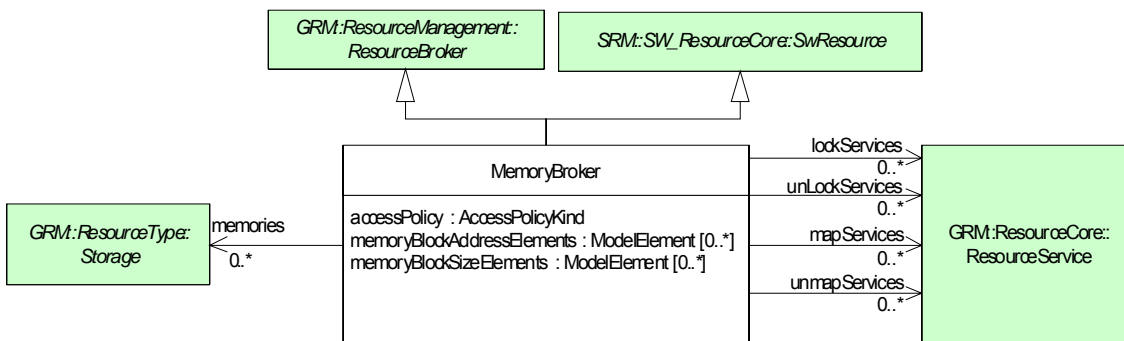 GRM::ResourceManagement::
ResourceBroker
SRM::SW_ResourceCore::SwResource
MemoryBroker
accessPolicy : AccessPolicyKind
memoryBlockAddressElements : ModelElement [0..*]
memoryBlockSizeElements : ModelElement [0..*]
GRM::ResourceType::
Storage
memories
0..*
lockServices
0..*
unLockServices
0..*
mapServices
0..*
unmapServices
0..*
GRM::ResourceCore::
ResourceService